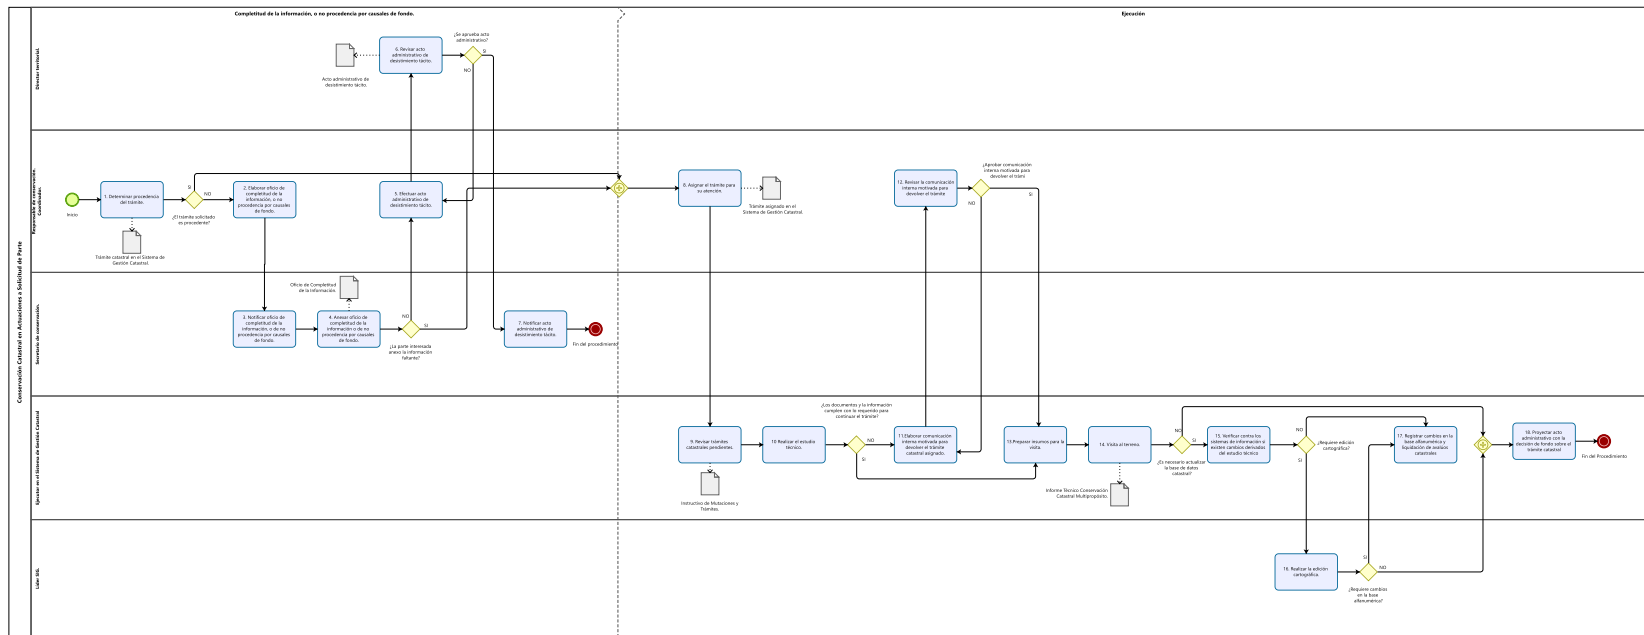 Conservación Catastral en Actuaciones a Solicitud de Parte
Completitud de la información, o no procedencia por causales de fondo.
Ejecución
Director territorial.
Acto administrativo de
desistimiento tácito.
6. Revisar acto
administrativo de
desistimiento tácito.
¿Se aprueba acto
administrativo?
SI
NO
Responsable de conservación.
Coordinador.
Inicio
1. Determinar procedencia
del trámite.
Trámite catastral en el Sistema de
Gestión Catastral.
SI
NO
¿El trámite solicitado
es procedente?
2. Elaborar oficio de
completitud de la
información, o no
procedencia por causales
de fondo.
5. Efectuar acto
administrativo de
desistimiento tácito.
8. Asignar el trámite para
su atención.
Trámite asignado en el
Sistema de Gestión Catastral.
12. Revisar la comunicación
interna motivada para
devolver el trámite
¿Aprobar comunicación
interna motivada para
devolver el trámi
SI
NO
Secretario de conservación.
3. Notificar oficio de
completitud de la
información, o de no
procedencia por causales
de fondo.
Oficio de Completitud
de la Información.
4. Anexar oficio de
completitud de la
información o de no
procedencia por causales
de fondo.
NO
SI
¿La parte interesada
anexo la información
faltante?
7. Notificar acto
administrativo de
desistimiento tácito.
Fin del procedimiento
Ejecutor en el Sistema de Gestión Catastral
9. Revisar trámites
catastrales pendientes.
Instructivo de Mutaciones y
Trámites.
10.Realizar el estudio
técnico.
¿Los documentos y la información
cumplen con lo requerido para
continuar el trámite?
NO
SI
11.Elaborar comunicación
interna motivada para
devolver el trámite
catastral asignado.
13.Preparar insumos para la
visita.
14. Visita al terreno.
Informe Técnico Conservación
Catastral Multipropósito.
NO
SI
¿Es necesario actualizar
la base de datos
catastral?
15. Verificar contra los
sistemas de información si
existen cambios derivados
del estudio técnico
NO
SI
¿Requiere edición
cartográfica?
17. Registrar cambios en la
base alfanumérica y
liquidación de avalúos
catastrales
18. Proyectar acto
administrativo con la
decisión de fondo sobre el
trámite catastral
Fin del Procedimiento
Líder SIG.
16. Realizar la edición
cartográfica.
SI
NO
¿Requiere cambios
en la base
alfanumérica?